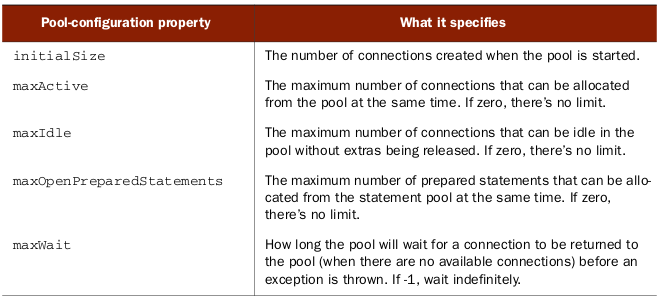 Pool-configuration property What it specifies
initialSize The number of connections created when the pool is started.
maxActive The maximum number of connections that can be allocated
from the pool at the same time. If zero, there’s no limit.
maxIdle The maximum number of connections that can be idle in the
pool without extras being released. If zero, there’s no limit.
maxOpenPreparedStatements The maximum number of prepared statements that can be allo-
cated from the statement pool at the same time. If zero,
there’s no limit.
maxWait How long the pool will wait for a connection to be returned to
the pool (when there are no available connections) before an
exception is thrown. If -1, wait indefinitely.